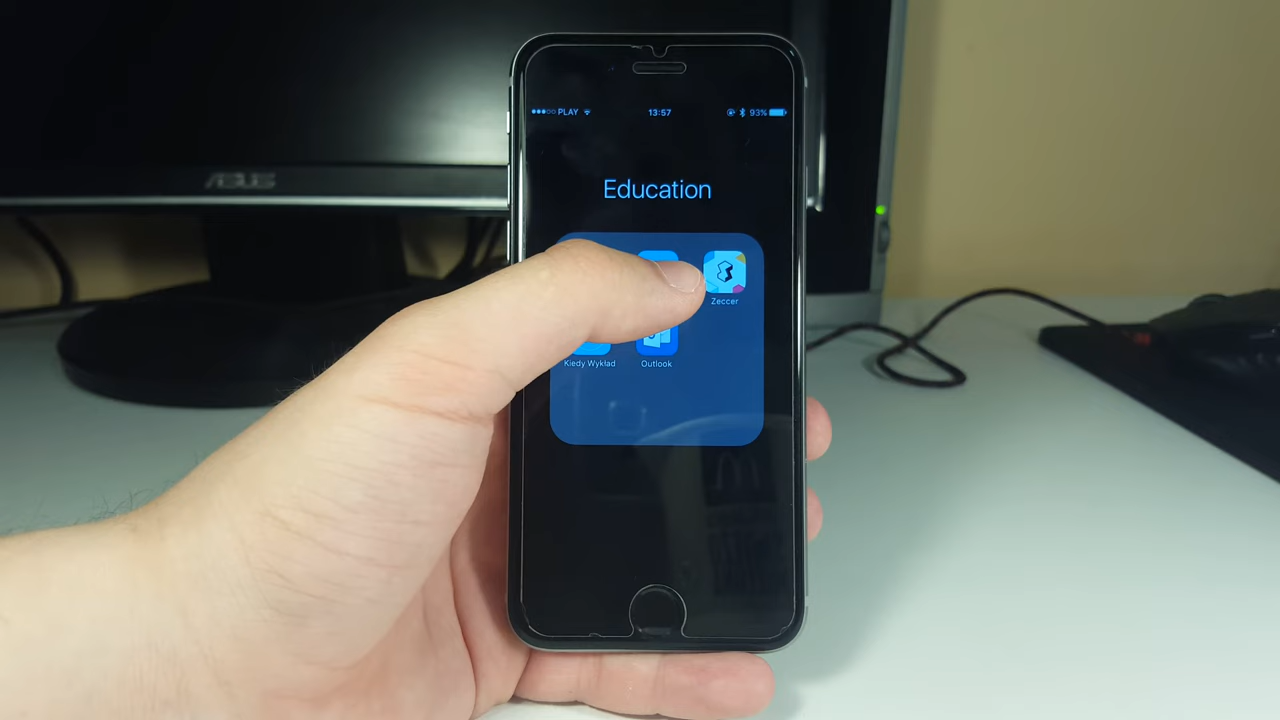 PLAY 13:57 93%
ASUS
Education
Zeccer
Kiedy Wykład Outlook